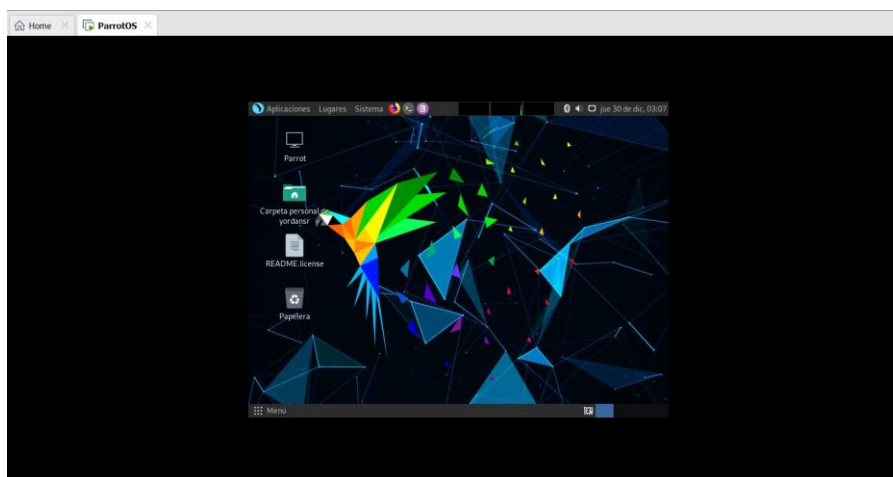 Home
ParrotOS
Aplicaciones Lugares Sistema
jue 30 de dic, 03:07
Parrot
Carpeta personal de
yordansr
README.license
Papelera
Menú